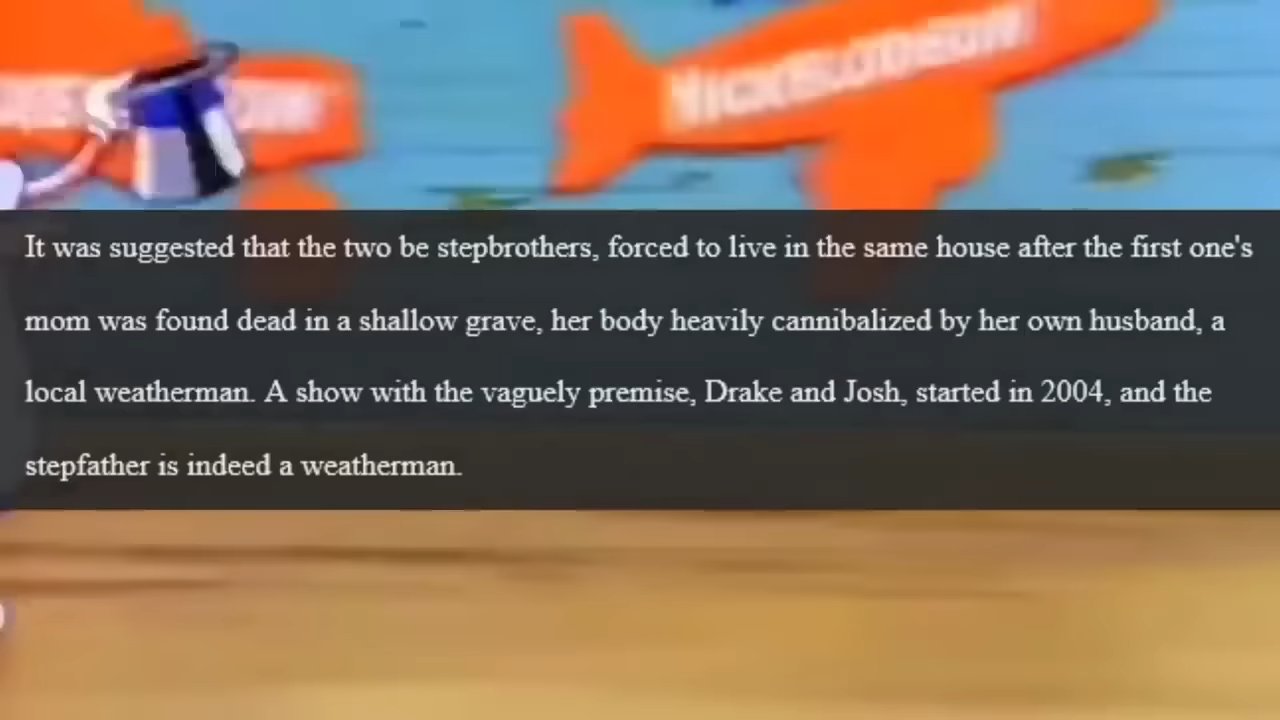 NICKELODEON
It was suggested that the two be stepbrothers, forced to live in the same house after the first one's
mom was found dead in a shallow grave, her body heavily cannibalized by her own husband, a
local weatherman. A show with the vaguely premise, Drake and Josh, started in 2004, and the
stepfather is indeed a weatherman.